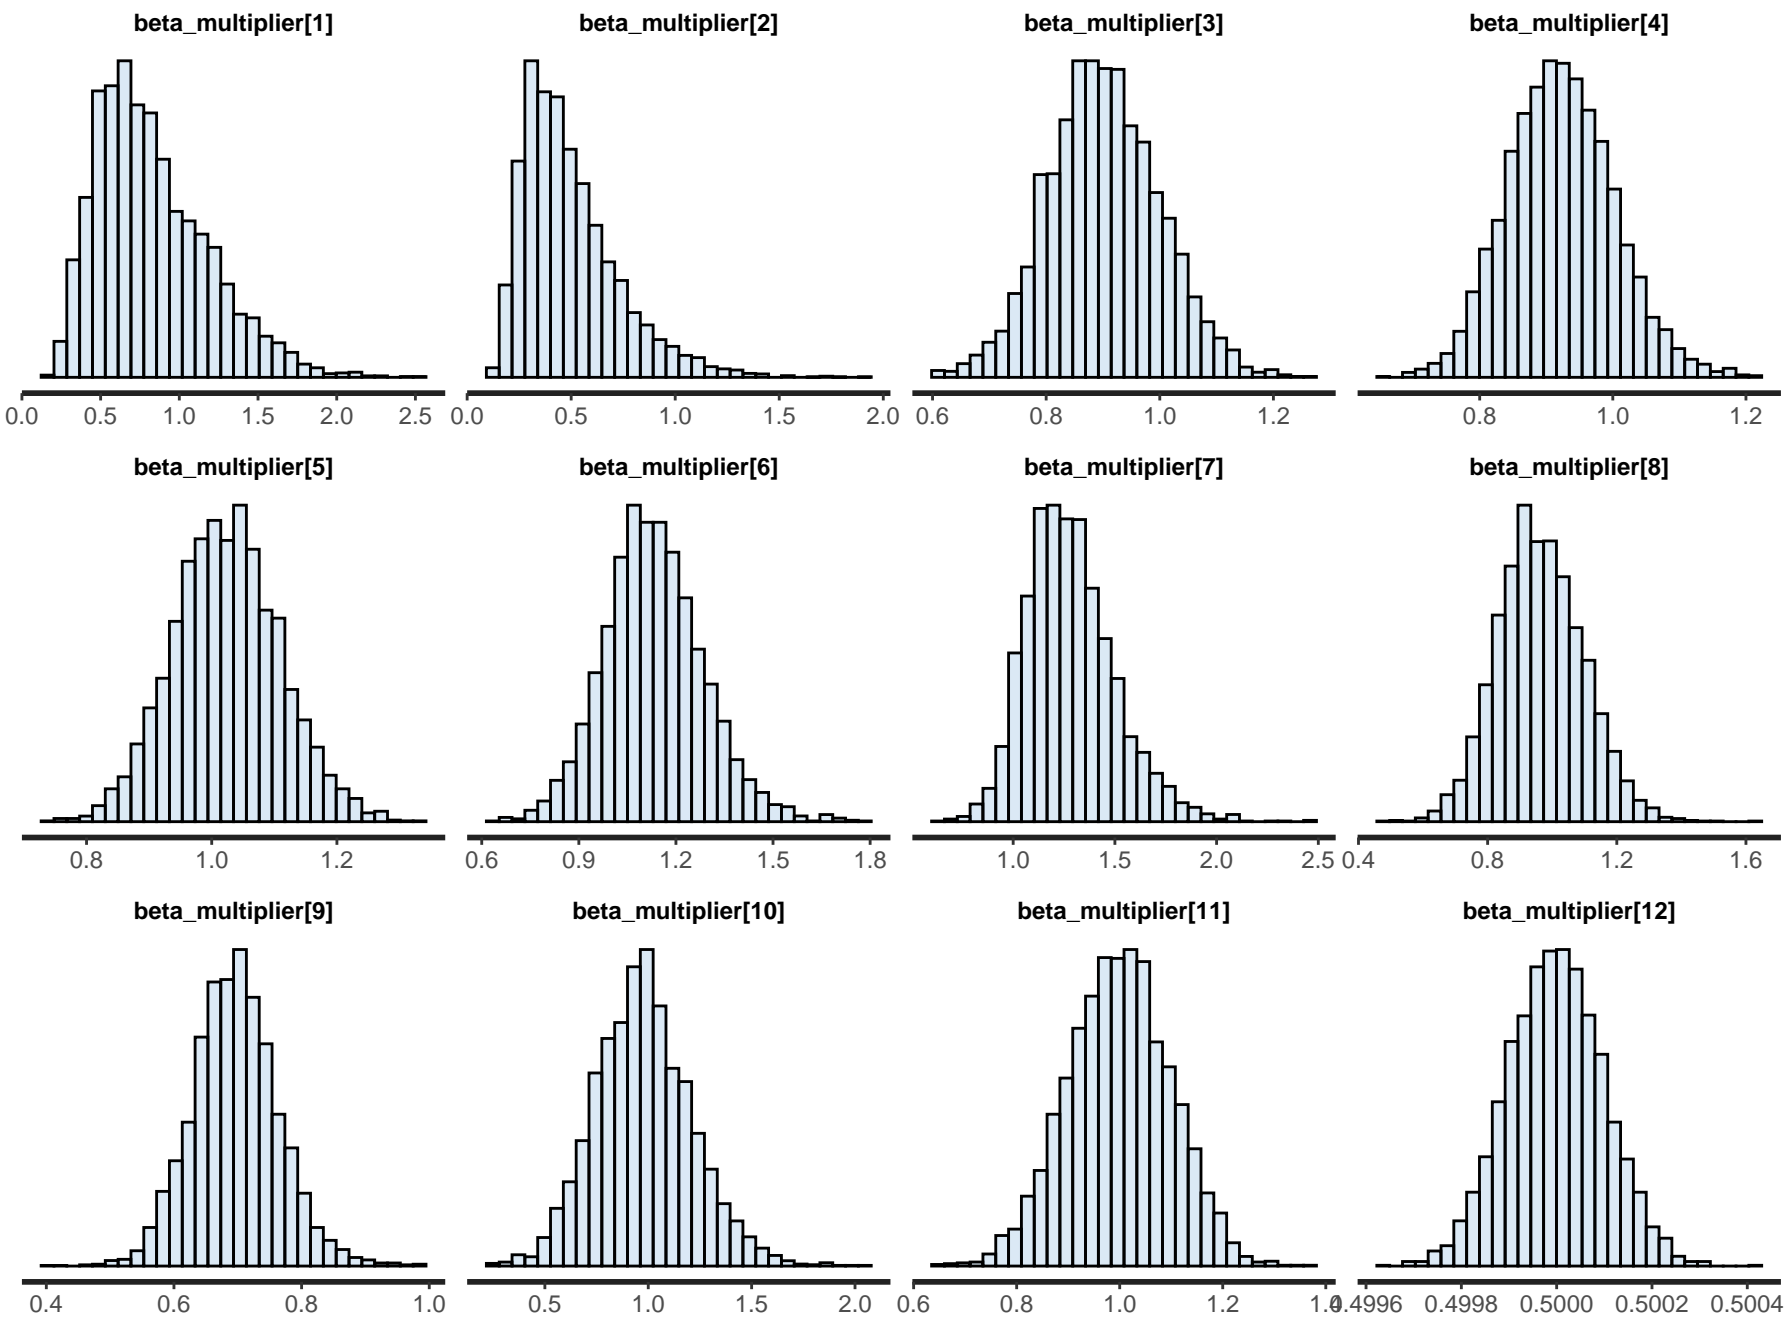 beta_multiplier[1] beta_multiplier[2] beta_multiplier[3] beta_multiplier[4]
0.0 0.5 1.0 1.5 2.0 2.5 0.0 0.5 1.0 1.5 2.0 0.6 0.8 1.0 1.2 0.8 1.0 1.2
beta_multiplier[5] beta_multiplier[6] beta_multiplier[7] beta_multiplier[8]
0.8 1.0 1.2 0.6 0.9 1.2 1.5 1.8 1.0 1.5 2.0 2.5 0.4 0.8 1.2 1.6
beta_multiplier[9] beta_multiplier[10] beta_multiplier[11] beta_multiplier[12]
0.4 0.6 0.8 1.0 0.5 1.0 1.5 2.0 0.6 0.8 1.0 1.2 1.4 0.4996 0.4998 0.5000 0.5002 0.5004